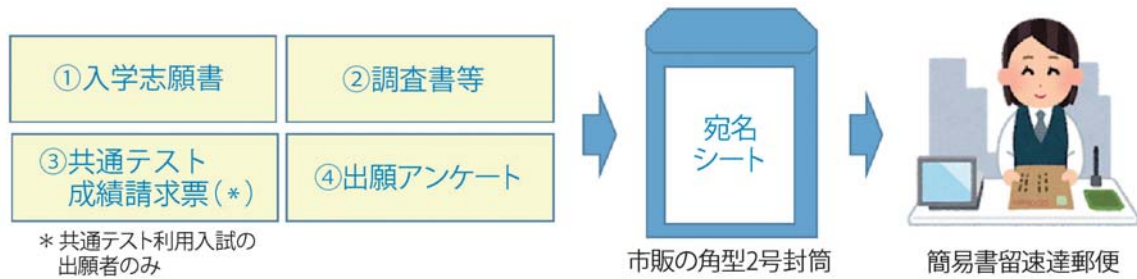 ①入学志願書
②調査書等
③共通テスト
成績請求票(*)
④出願アンケート
*共通テスト利用入試の
出願者のみ
宛名
シート
市販の角型2号封筒
簡易書留速達郵便